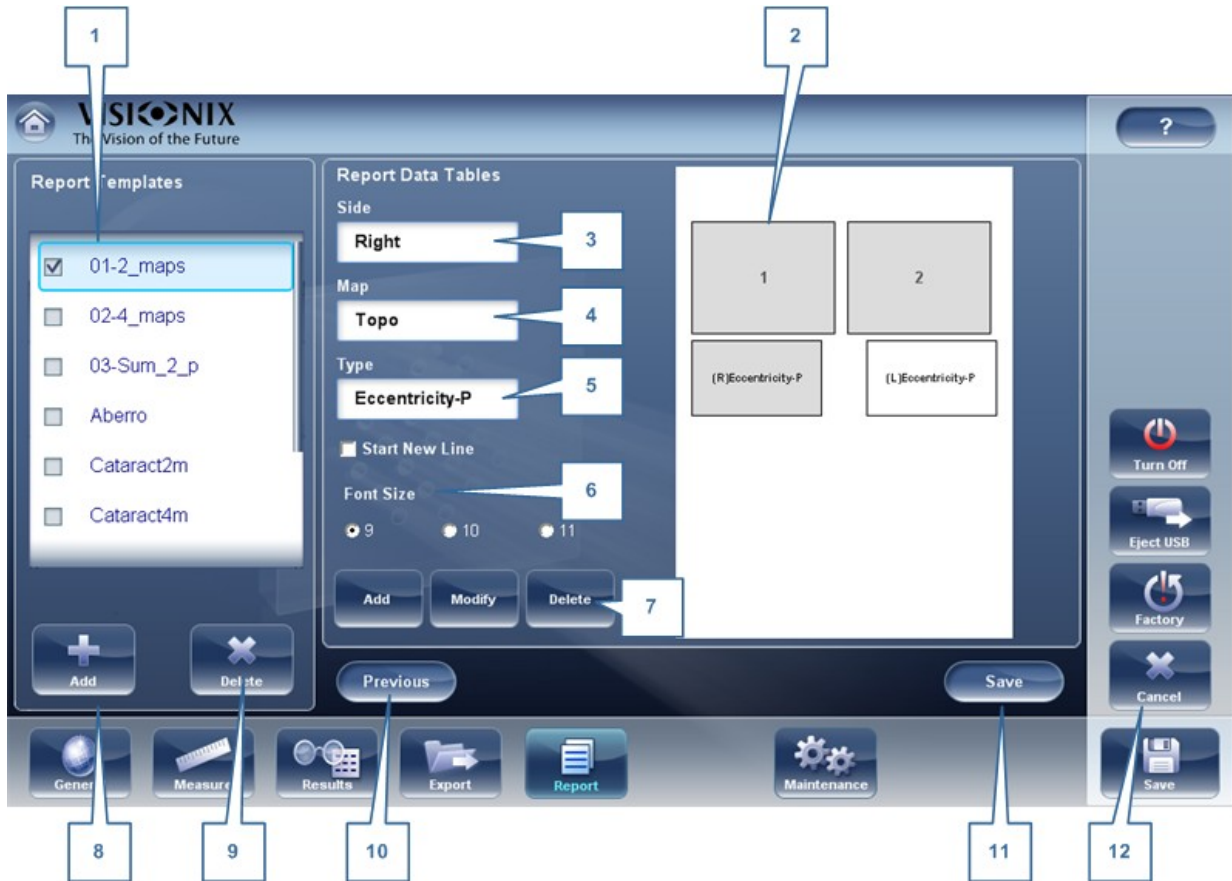 1
2
VISIONIX
The Vision of the Future
?
Report Templates
01-2_maps
02-4_maps
03-Sum_2_p
Aberro
Cataract2m
Cataract4m
Add
Delete
Report Data Tables
Side
Right
3
Map
Topo
4
Type
Eccentricity-P
5
Start New Line
Font Size
6
9 10 11
Add Modify Delete
7
1 2
(R)Eccentricity-P (L)Eccentricity-P
Previous
Save
Turn Off
Eject USB
Factory
Cancel
Save
Results
Export
Report
Maintenance
8
9
10
11
12